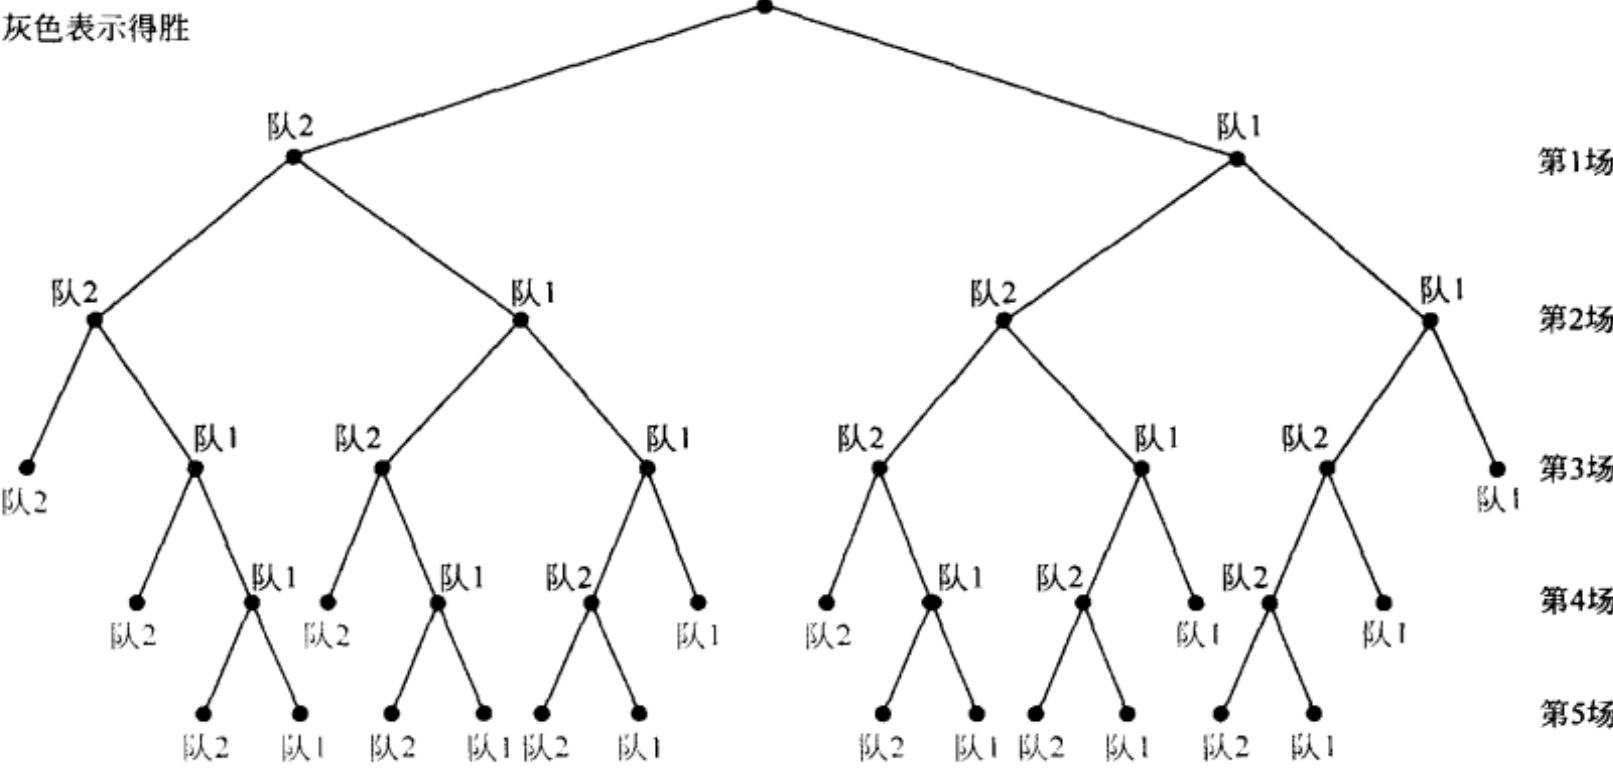 灰色表示得胜
队2 队1 第1场
队2 队1 队2 队1 第2场
队1 队2 队1 队2 队1 队2 第3场
队2 队1
队1 队1 队2 队1 队2 队2 第4场
队2 队2 队1 队2 队1 队1
第5场
队2 队1 队2 队1 队2 队1 队2 队1 队2 队1 队2 队1